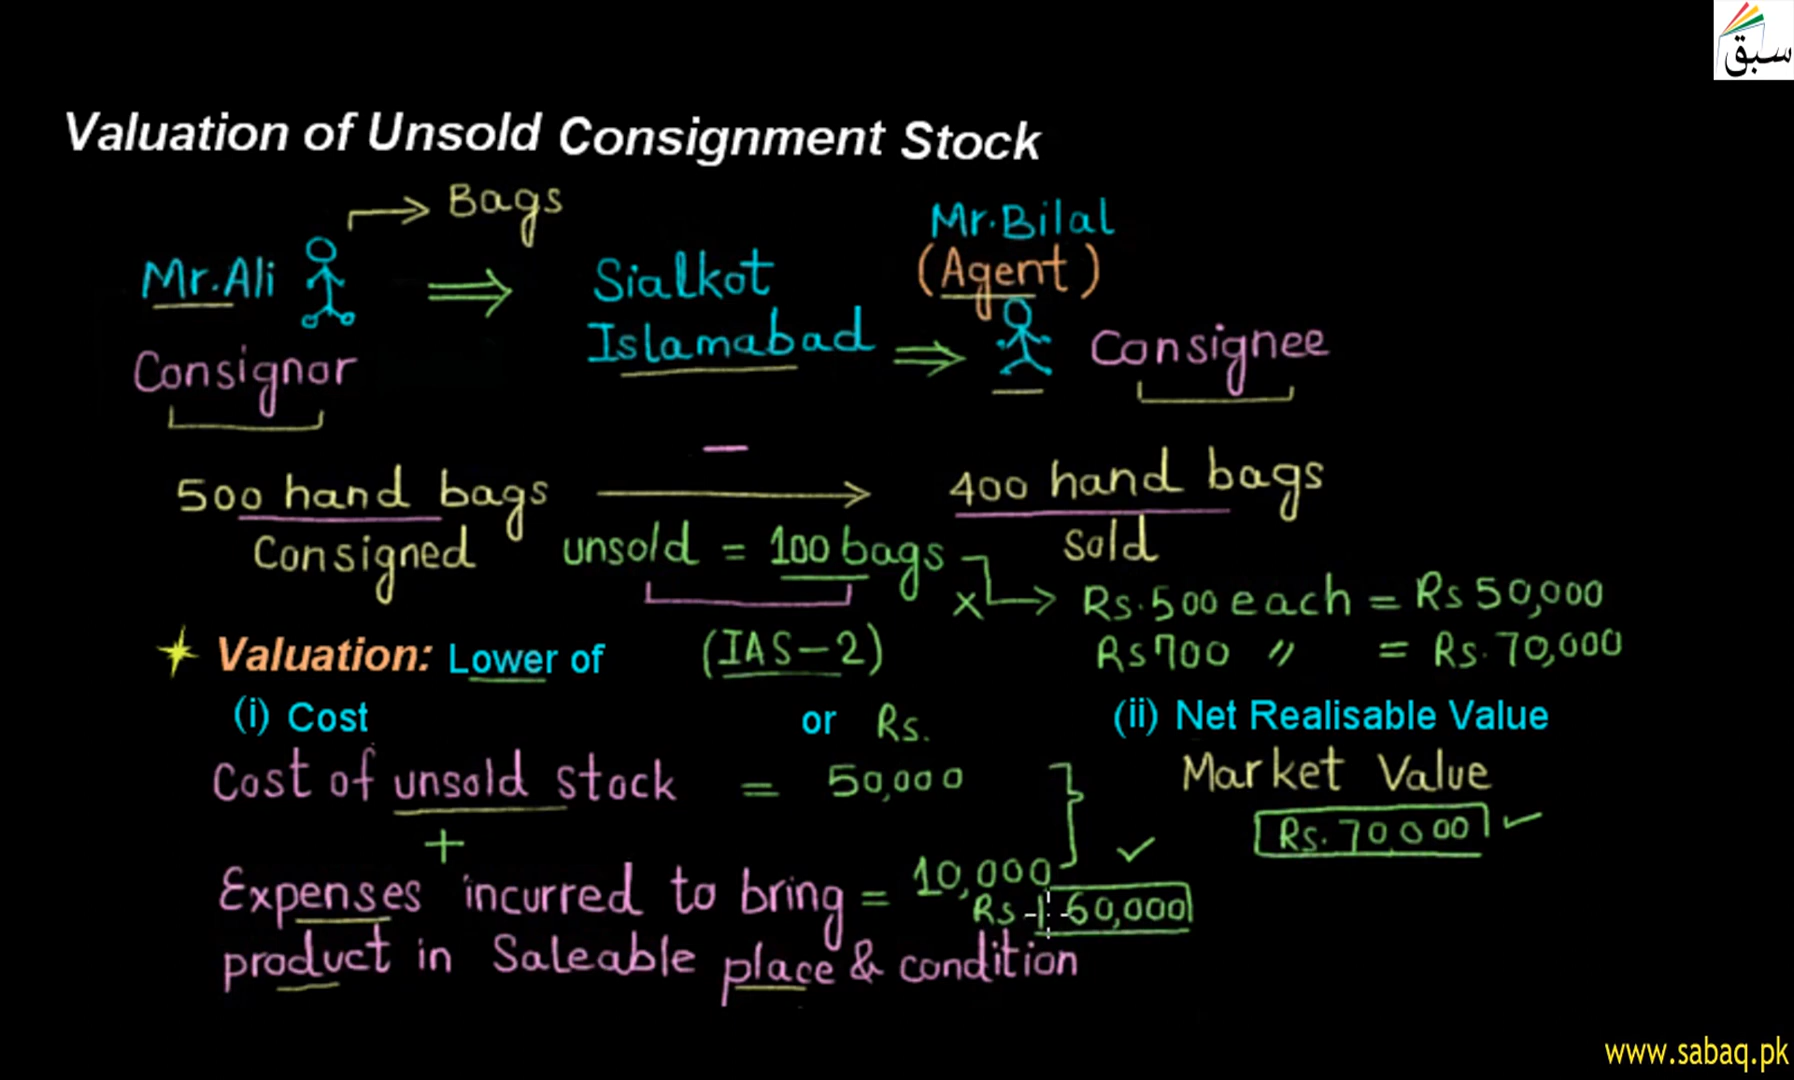 سبق
Valuation of Unsold Consignment Stock
Bags
Mr. Ali
Consignor
Sialkot
Islamabad
Mr. Bilal
(Agent)
Consignee
500 hand bags
Consigned
400 hand bags
Sold
unsold = 100 bags
x
Rs. 500 each = Rs 50,000
Rs 700 〃 = Rs. 70,000
Valuation: Lower of (IAS-2)
(i) Cost or (ii) Net Realisable Value
Rs.
Cost of unsold stock = 50,000
Market Value
Rs. 70,000
+
Expenses incurred to bring = 10,000
product in Saleable place & condition
Rs 60,000
www.sabaq.pk